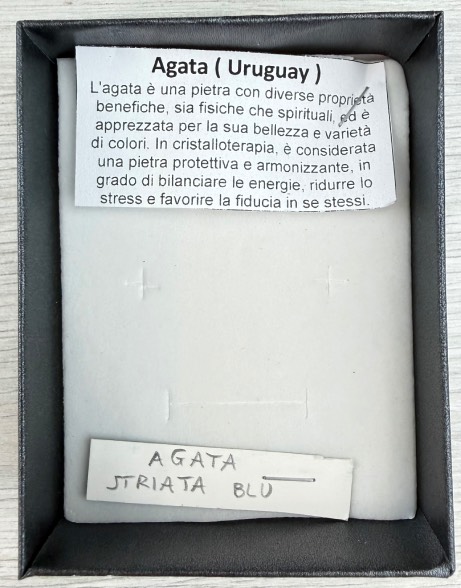 Agata ( Uruguay )
L'agata è una pietra con diverse proprietà
benefiche, sia fisiche che spirituali, ed è
apprezzata per la sua bellezza e varietà
di colori. In cristalloterapia, è considerata
una pietra protettiva e armonizzante, in
grado di bilanciare le energie, ridurre lo
stress e favorire la fiducia in se stessi.
AGATA
STRIATA BLU